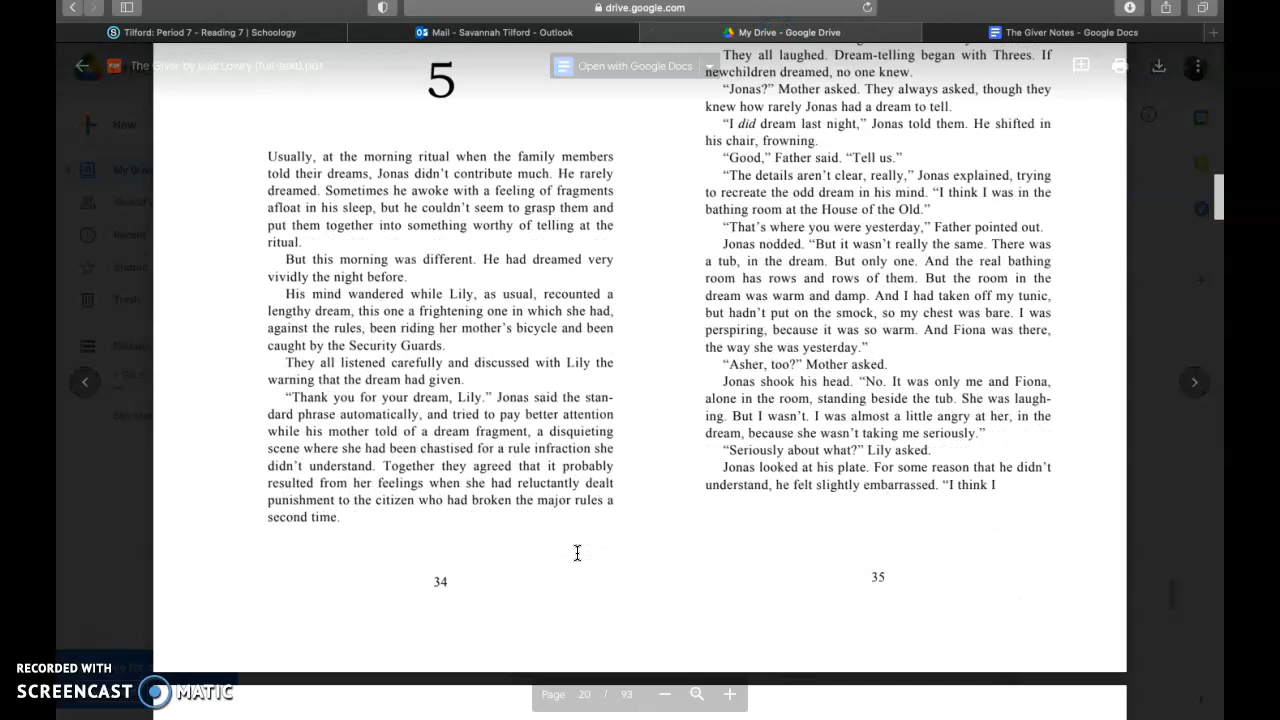 drive.google.com
Tilford: Period 7 - Reading 7 | Schoology
Mail - Savannah Tilford - Outlook
My Drive - Google Drive
The Giver Notes - Google Docs
The Giver by Lois Lowry (full-text).pdf
Open with Google Docs
New
My Drive
Recent
Starred
Trash
5
Usually, at the morning ritual when the family members
told their dreams, Jonas didn't contribute much. He rarely
dreamed. Sometimes he awoke with a feeling of fragments
afloat in his sleep, but he couldn't seem to grasp them and
put them together into something worthy of telling at the
ritual.
But this morning was different. He had dreamed very
vividly the night before.
His mind wandered while Lily, as usual, recounted a
lengthy dream, this one a frightening one in which she had,
against the rules, been riding her mother's bicycle and been
caught by the Security Guards.
They all listened carefully and discussed with Lily the
warning that the dream had given.
"Thank you for your dream, Lily." Jonas said the stan-
dard phrase automatically, and tried to pay better attention
while his mother told of a dream fragment, a disquieting
scene where she had been chastised for a rule infraction she
didn't understand. Together they agreed that it probably
resulted from her feelings when she had reluctantly dealt
punishment to the citizen who had broken the major rules a
second time.
34
They all laughed. Dream-telling began with Threes. If
newchildren dreamed, no one knew.
"Jonas?" Mother asked. They always asked, though they
knew how rarely Jonas had a dream to tell.
"I did dream last night," Jonas told them. He shifted in
his chair, frowning.
"Good," Father said. "Tell us."
"The details aren't clear, really," Jonas explained, trying
to recreate the odd dream in his mind. "I think I was in the
bathing room at the House of the Old."
"That's where you were yesterday," Father pointed out.
Jonas nodded. "But it wasn't really the same. There was
a tub, in the dream. But only one. And the real bathing
room has rows and rows of them. But the room in the
dream was warm and damp. And I had taken off my tunic,
but hadn't put on the smock, so my chest was bare. I was
perspiring, because it was so warm. And Fiona was there,
the way she was yesterday."
"Asher, too?" Mother asked.
Jonas shook his head. "No. It was only me and Fiona,
alone in the room, standing beside the tub. She was laugh-
ing. But I wasn't. I was almost a little angry at her, in the
dream, because she wasn't taking me seriously."
"Seriously about what?" Lily asked.
Jonas looked at his plate. For some reason that he didn't
understand, he felt slightly embarrassed. "I think I
35
Page 20 / 93
RECORDED WITH
SCREENCAST MATIC